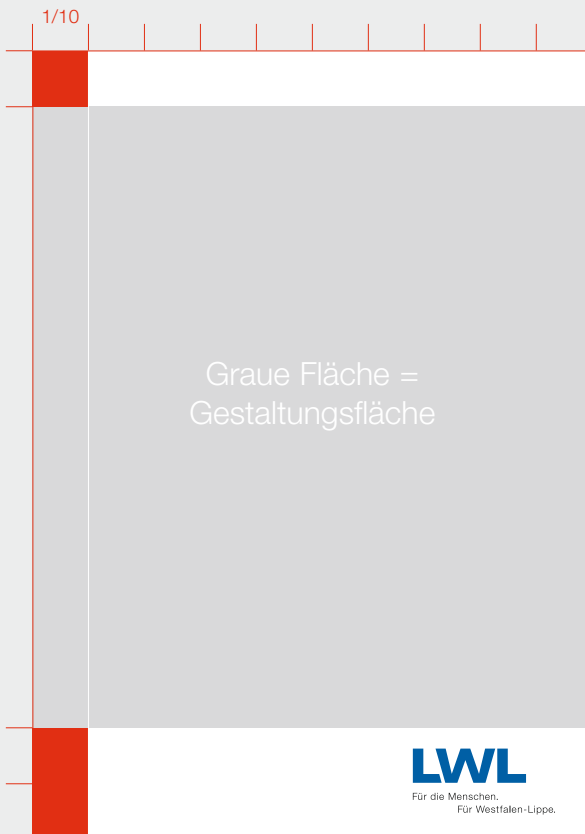 1/10
Graue Fläche =
Gestaltungsfläche
LWL
Für die Menschen.
Für Westfalen-Lippe.